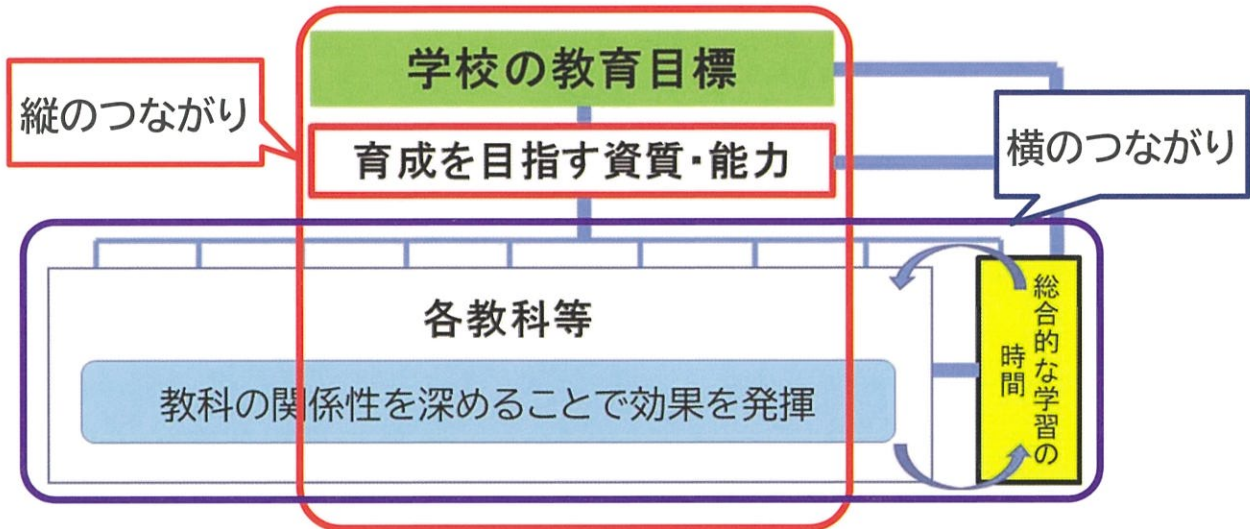 学校の教育目標
縦のつながり
育成を目指す資質・能力
横のつながり
各教科等
教科の関係性を深めることで効果を発揮
総合的な学習の
時間